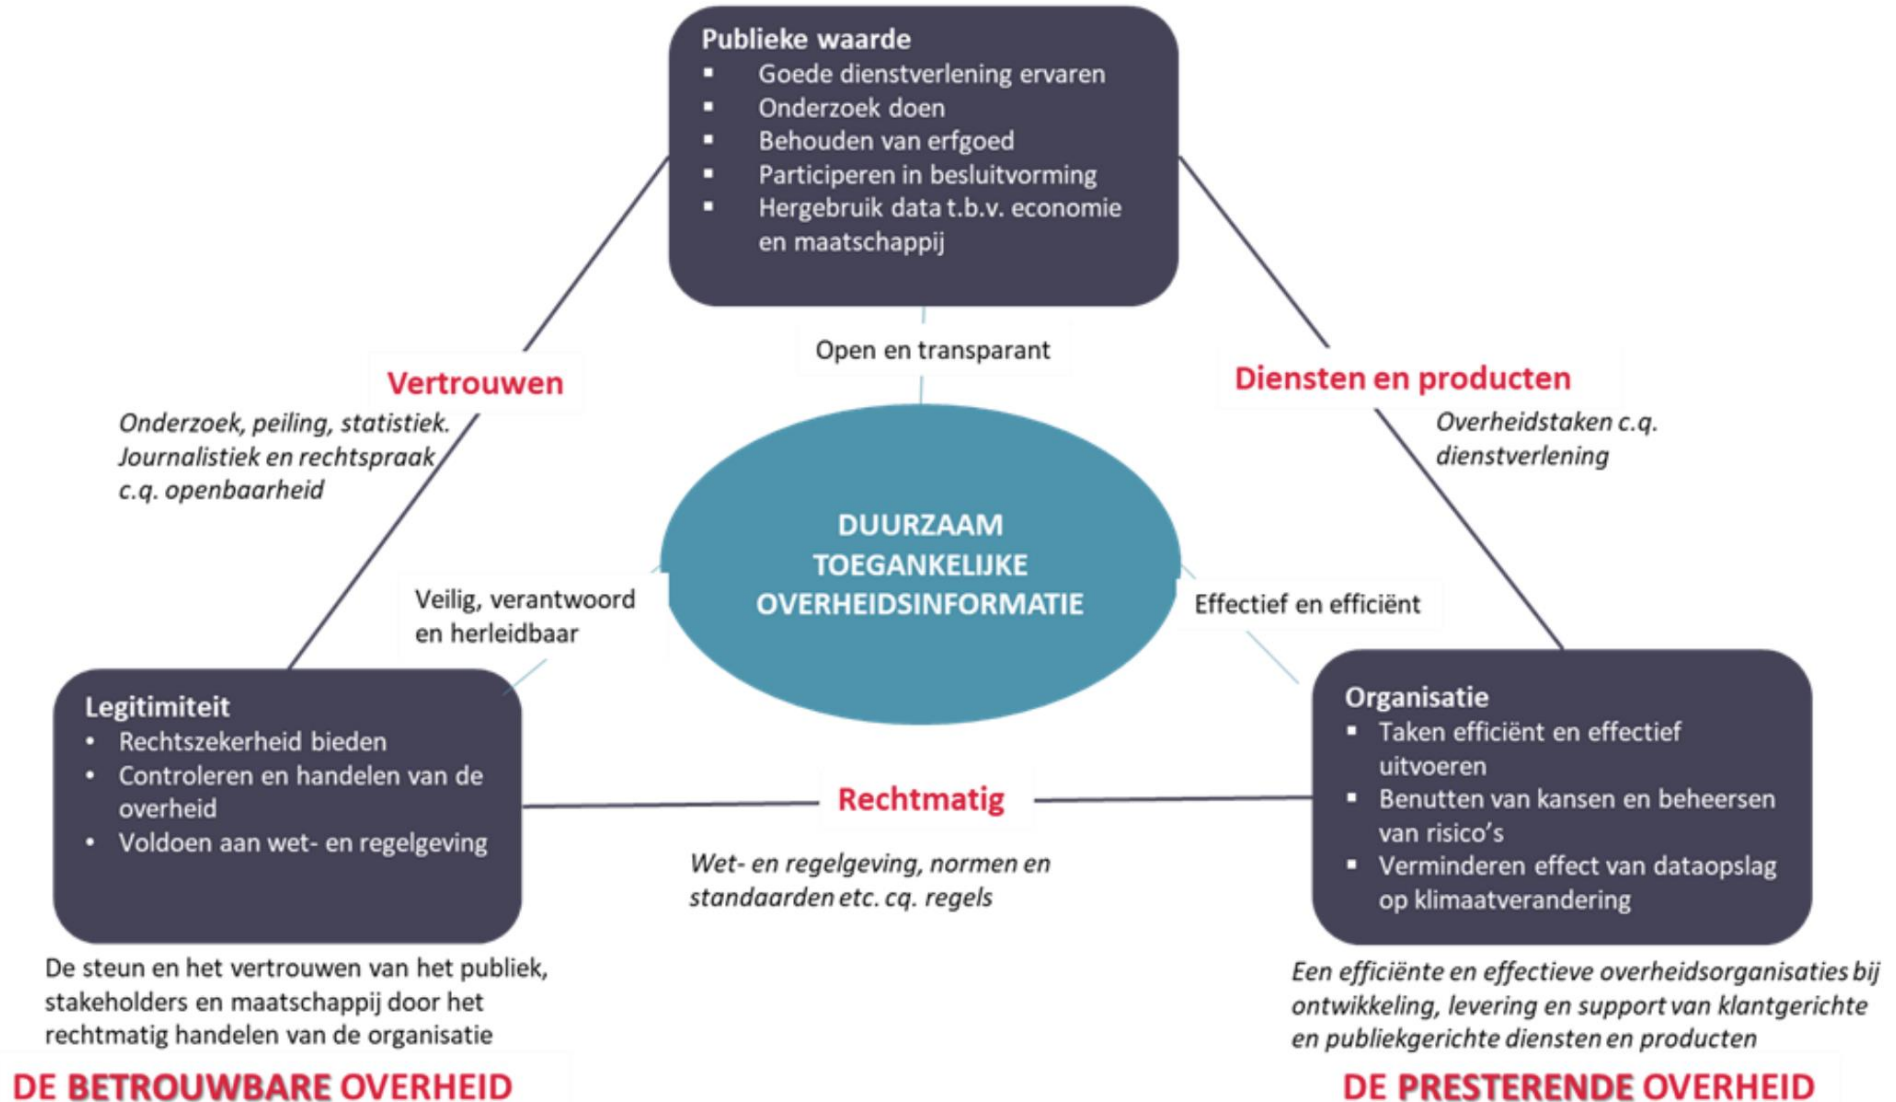 Publieke waarde
▪ Goede dienstverlening ervaren
▪ Onderzoek doen
▪ Behouden van erfgoed
▪ Participeren in besluitvorming
▪ Hergebruik data t.b.v. economie
en maatschappij
Open en transparant
Vertrouwen
Onderzoek, peiling, statistiek.
Journalistiek en rechtspraak
c.q. openbaarheid
Diensten en producten
Overheidstaken c.q.
dienstverlening
DUURZAAM
TOEGANKELIJKE
OVERHEIDSINFORMATIE
Veilig, verantwoord
en herleidbaar
Effectief en efficiënt
Legitimiteit
• Rechtszekerheid bieden
• Controleren en handelen van de
overheid
• Voldoen aan wet- en regelgeving
Rechtmatig
Wet- en regelgeving, normen en
standaarden etc. cq. regels
Organisatie
▪ Taken efficiënt en effectief
uitvoeren
▪ Benutten van kansen en beheersen
van risico’s
▪ Verminderen effect van dataopslag
op klimaatverandering
De steun en het vertrouwen van het publiek,
stakeholders en maatschappij door het
rechtmatig handelen van de organisatie
DE BETROUWBARE OVERHEID
Een efficiënte en effectieve overheidsorganisaties bij
ontwikkeling, levering en support van klantgerichte
en publiekgerichte diensten en producten
DE PRESTERENDE OVERHEID